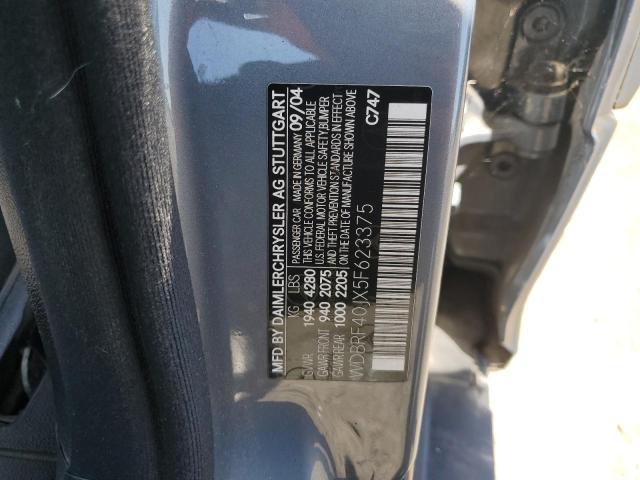 MFD BY DAIMLERCHRYSLER AG STUTTGART
PASSENGER CAR MADE IN GERMANY 09/04
KG LBS THIS VEHICLE CONFORMS TO ALL APPLICABLE
GVWR 1940 4280 U.S. FEDERAL MOTOR VEHICLE SAFETY/BUMPER
GAWR FRONT 940 2075 AND THEFT PREVENTION STANDARDS IN EFFECT
GAWR REAR 1000 2205 ON THE DATE OF MANUFACTURE SHOWN ABOVE
C747
WDBRF40JX5F623375